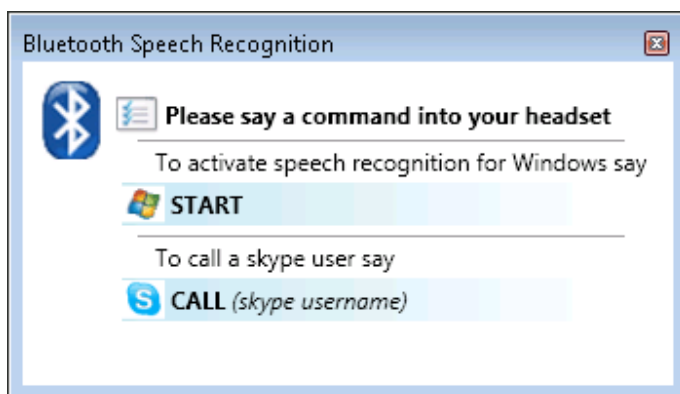 Bluetooth Speech Recognition
Please say a command into your headset
To activate speech recognition for Windows say
START
To call a skype user say
CALL (skype username)